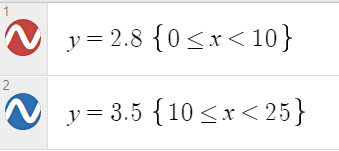 1
y = 2.8 {0 ≤ x < 10}
2
y = 3.5 {10 ≤ x < 25}